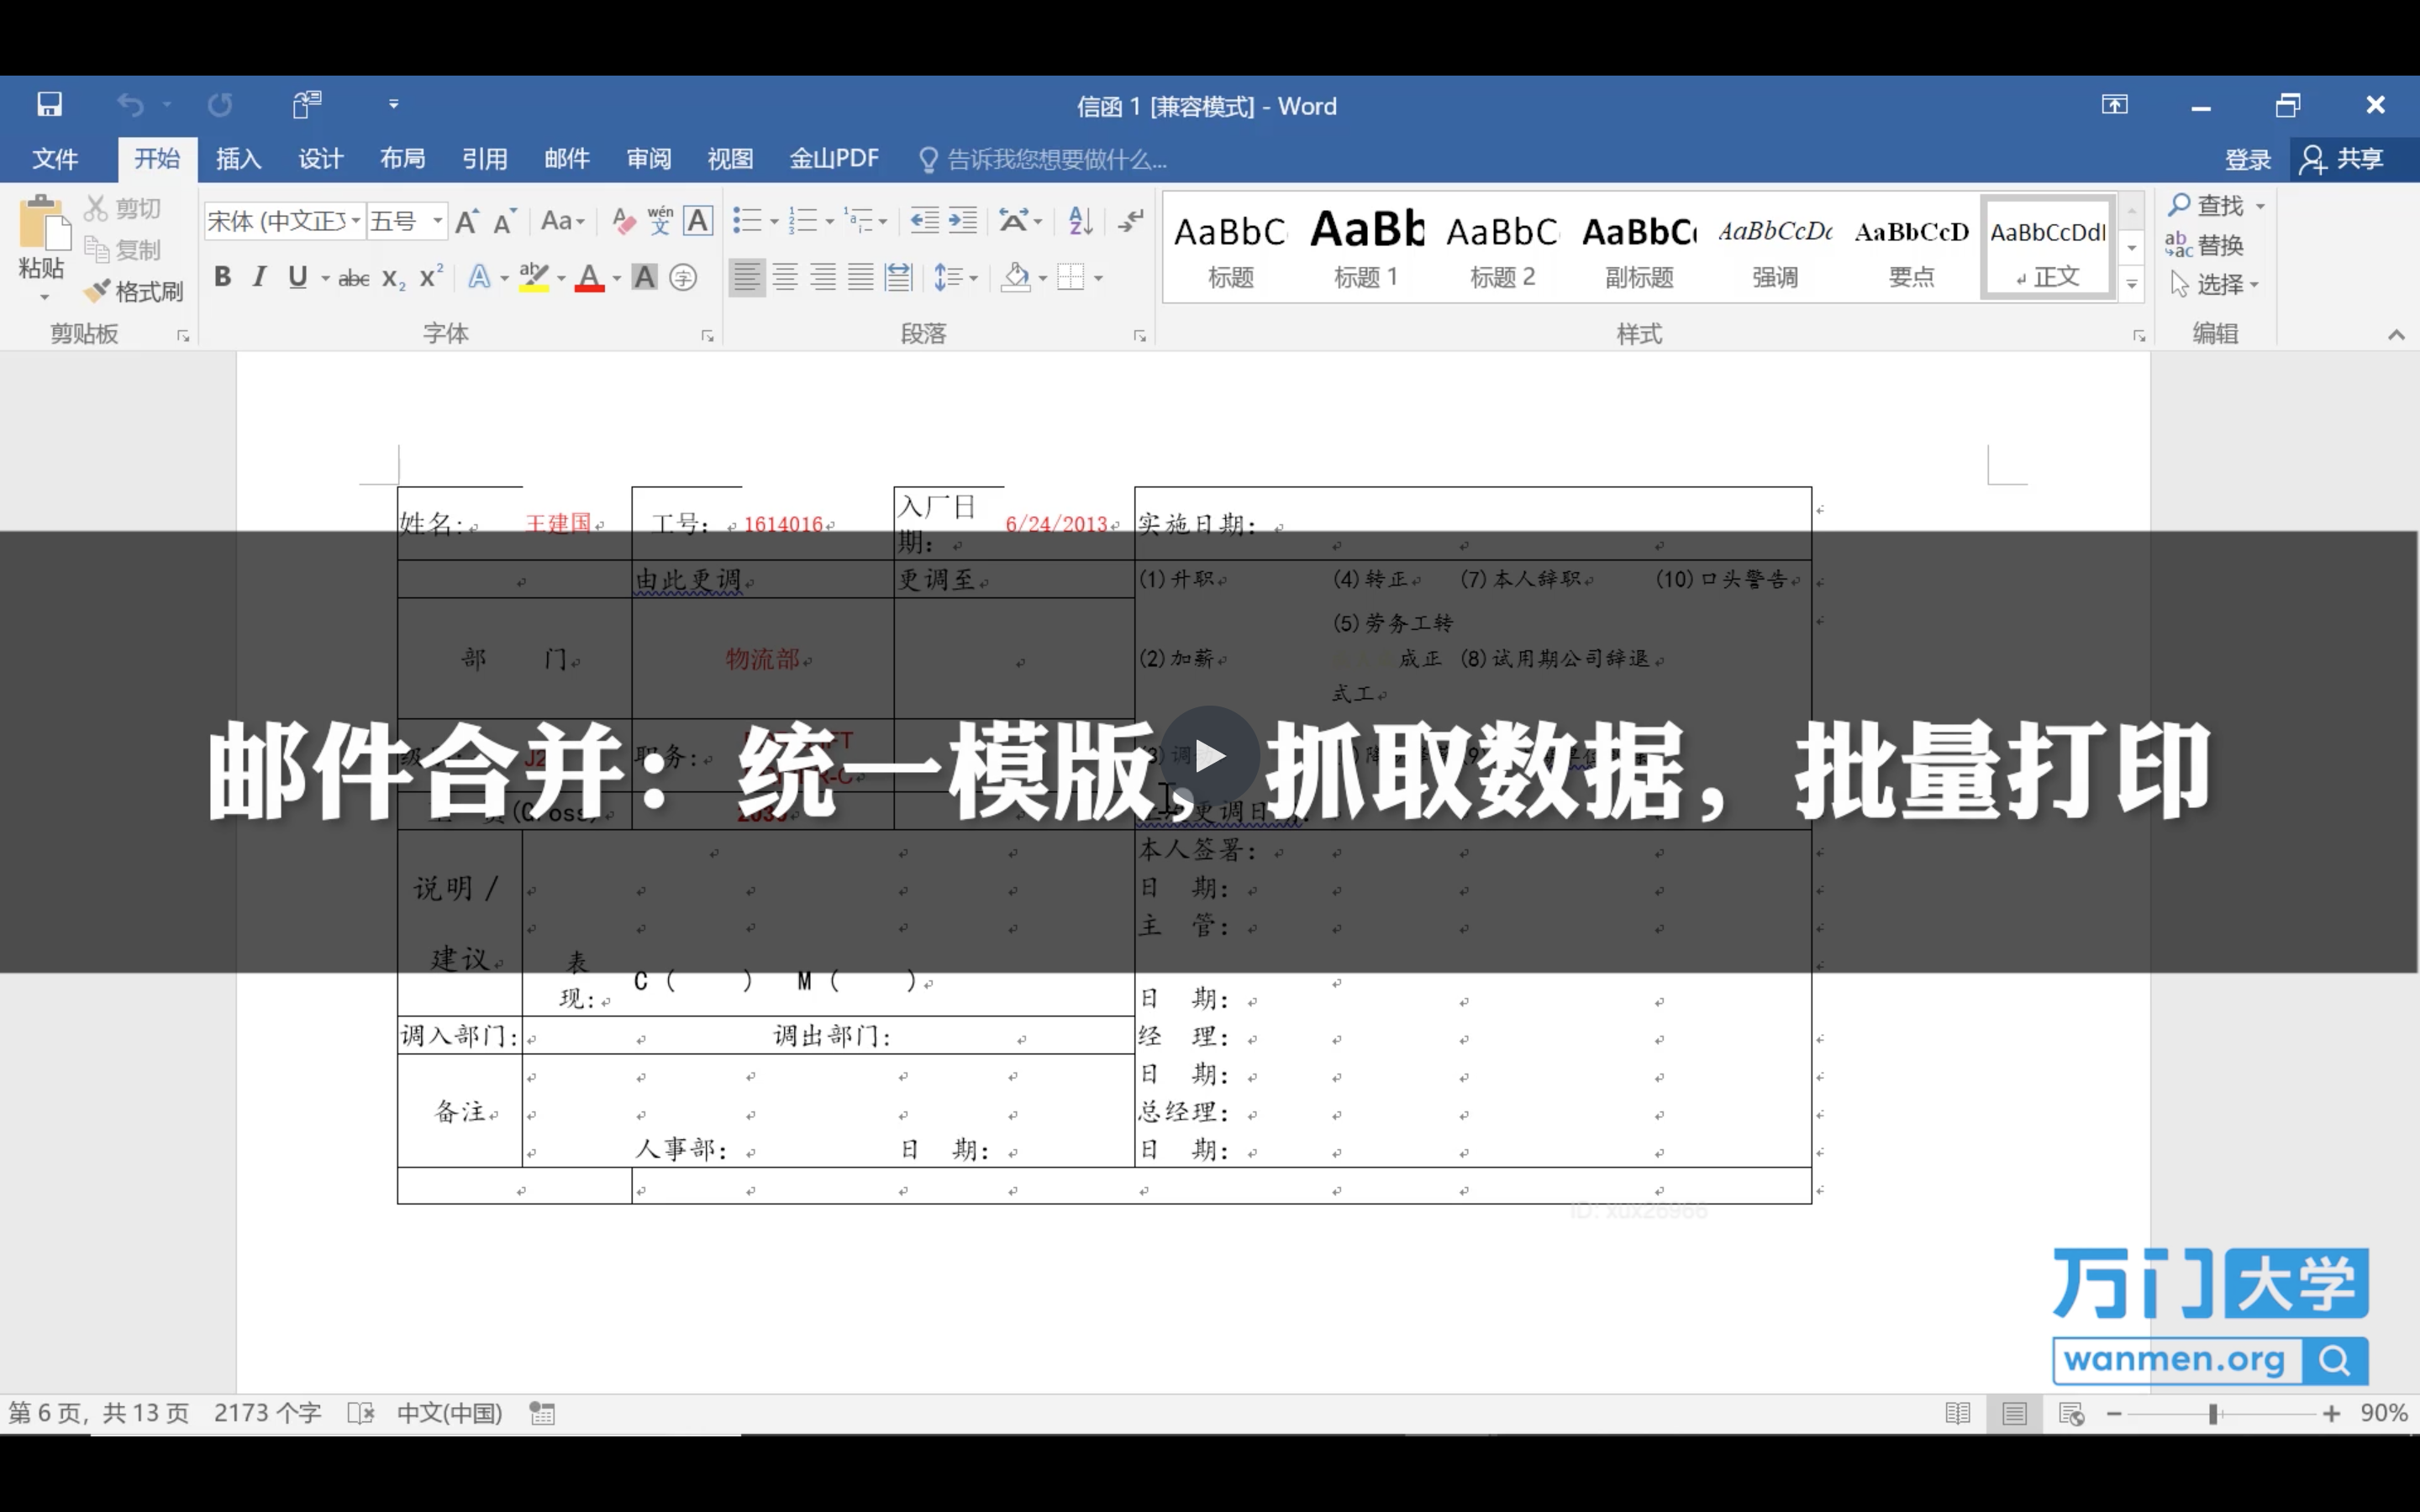 信函 1 [兼容模式] - Word
文件 开始 插入 设计 布局 引用 邮件 审阅 视图 金山PDF 告诉我您想要做什么... 登录 共享
粘贴 剪切 复制 格式刷
宋体 (中文正文 五号
AaBbC AaBb AaBbC AaBbC AaBbCcDc AaBbCcD AaBbCcDdI
标题 标题 1 标题 2 副标题 强调 要点 正文
查找 替换 选择
剪贴板 字体 段落 样式 编辑
姓名: 王建国 工号: 1614016 入厂日期: 6/24/2013 实施日期:
由此更调 更调至 (1)升职 (4)转正 (7)本人辞职 (10)口头警告
(5)劳务工转
部 门 物流部 (2)加薪 成正 (8)试用期公司辞退
式工
邮件合并：统一模版，抓取数据，批量打印
职务:
更调日
本人签署:
说明/ 日 期:
主 管:
建议 表
现: C ( ) M ( ) 日 期:
调入部门: 调出部门: 经 理:
日 期:
备注 总经理:
人事部: 日 期: 日 期:
ID: xux26966
万门大学
wanmen.org
第 6 页，共 13 页 2173 个字 中文(中国) 90%